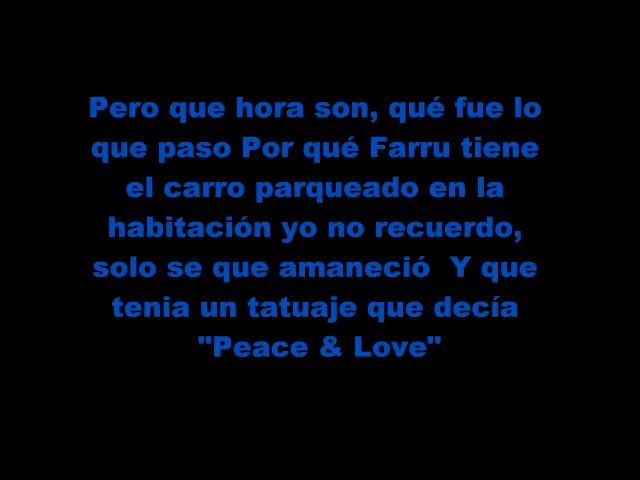 Pero que hora son, qué fue lo
que paso Por qué Farru tiene
el carro parqueado en la
habitación yo no recuerdo,
solo se que amaneció  Y que
tenia un tatuaje que decía
"Peace & Love"